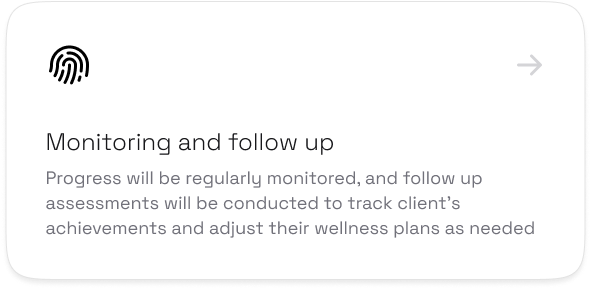 Monitoring and follow up
Progress will be regularly monitored, and follow up
assessments will be conducted to track client's
achievements and adjust their wellness plans as needed